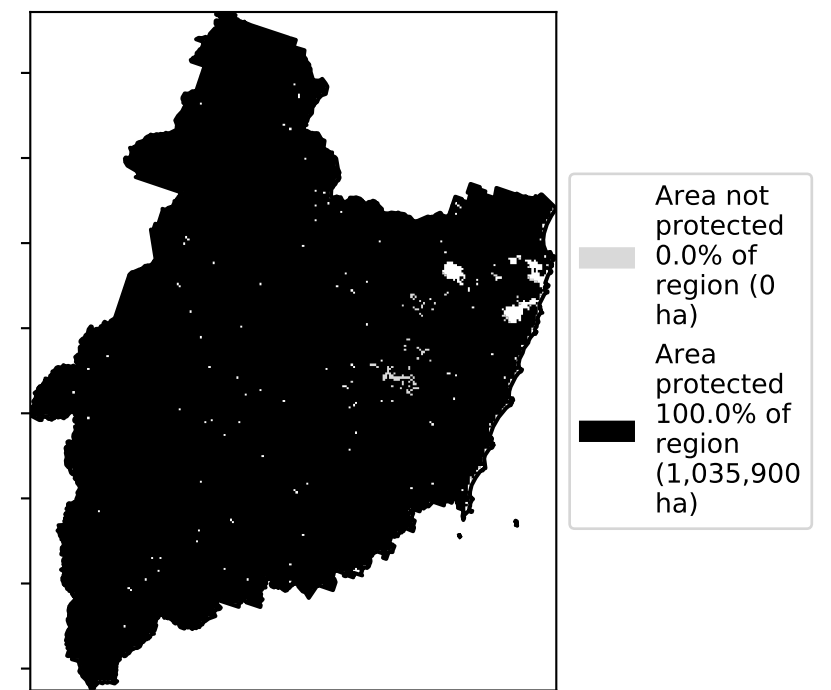 Area not
protected
0.0% of
region (0
ha)
Area
protected
100.0% of
region
(1,035,900
ha)